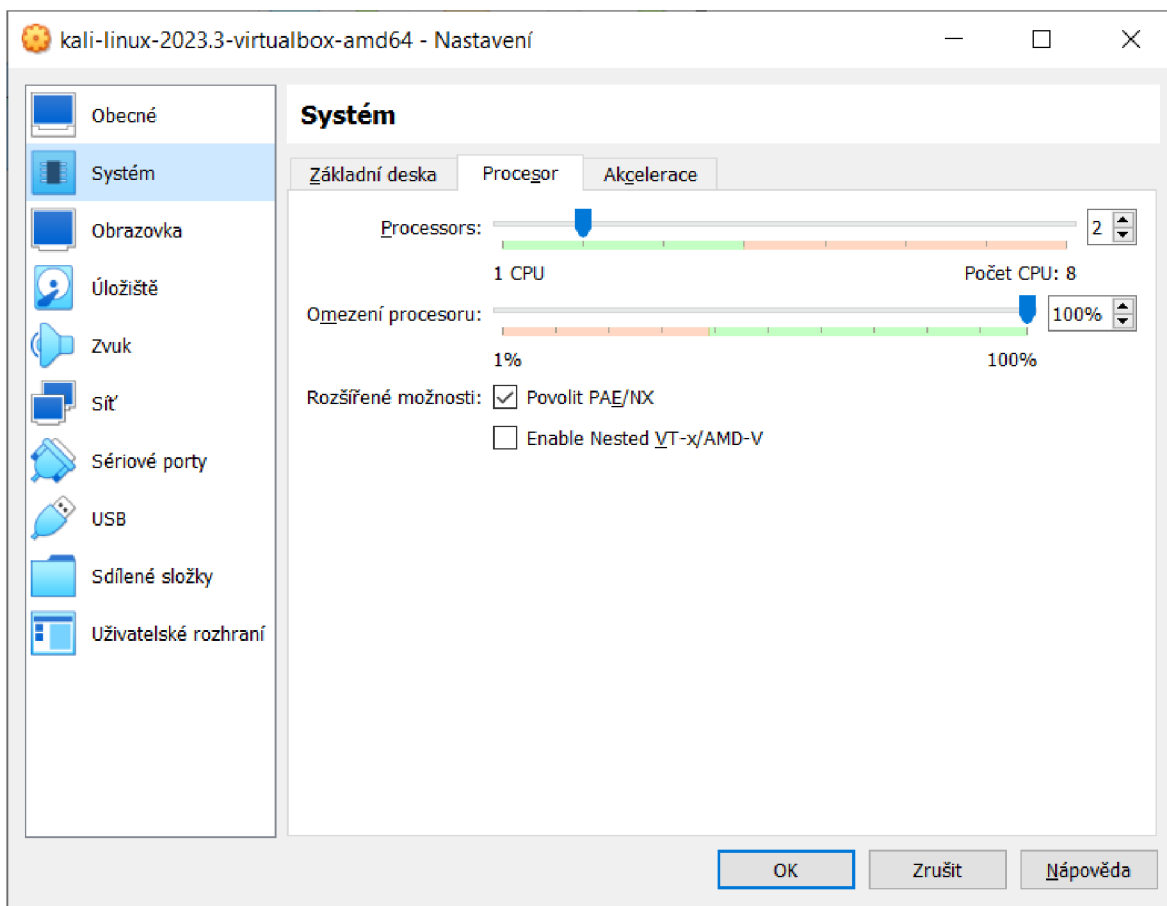 kali-linux-2023.3-virtualbox-amd64 - Nastavení
Obecné
Systém
Obrazovka
Úložiště
Zvuk
Síť
Sériové porty
USB
Sdílené složky
Uživatelské rozhraní
Systém
Základní deska Procesor Akcelerace
Processors: 2
1 CPU Počet CPU: 8
Omezení procesoru: 100%
1% 100%
Rozšířené možnosti: Povolit PAE/NX
Enable Nested VT-x/AMD-V
OK Zrušit Nápověda